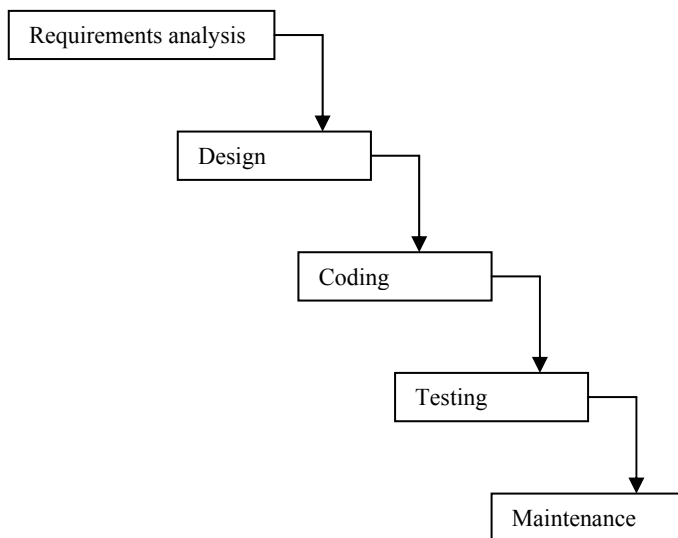 Requirements analysis
Design
Coding
Testing
Maintenance